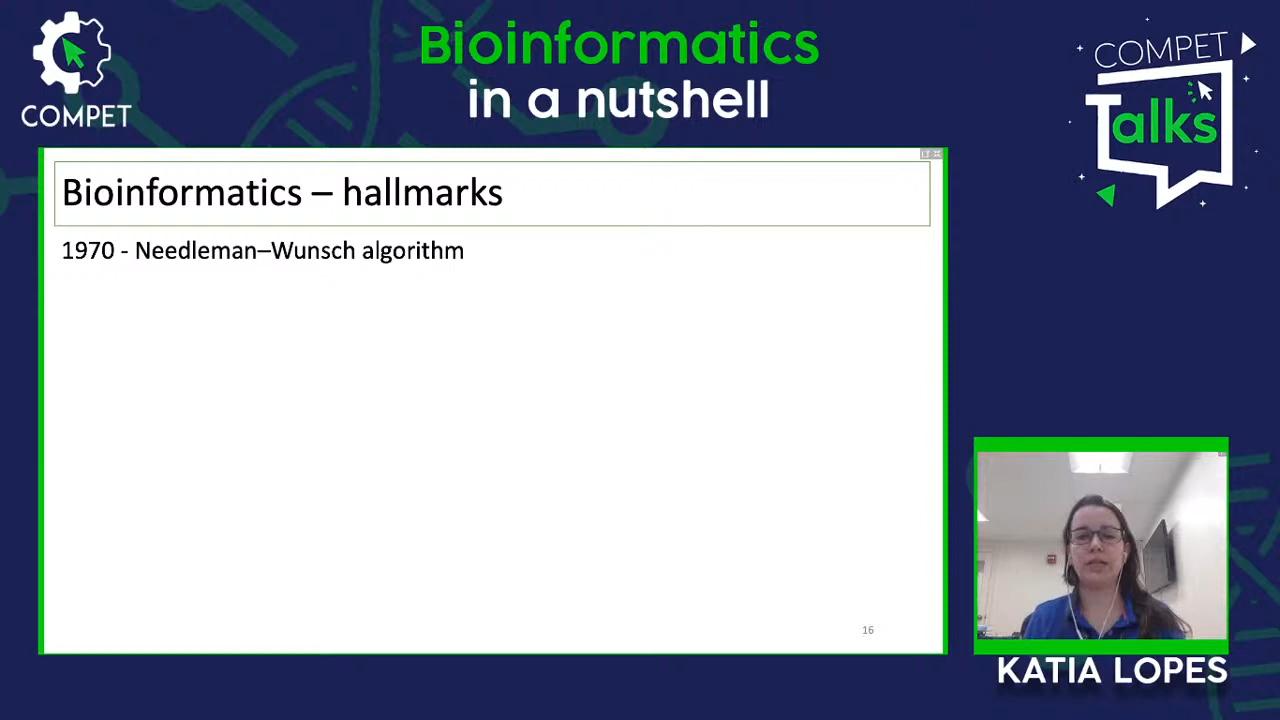 Bioinformatics
in a nutshell
COMPET
COMPET
Talks
Bioinformatics – hallmarks
1970 - Needleman–Wunsch algorithm
16
KATIA LOPES